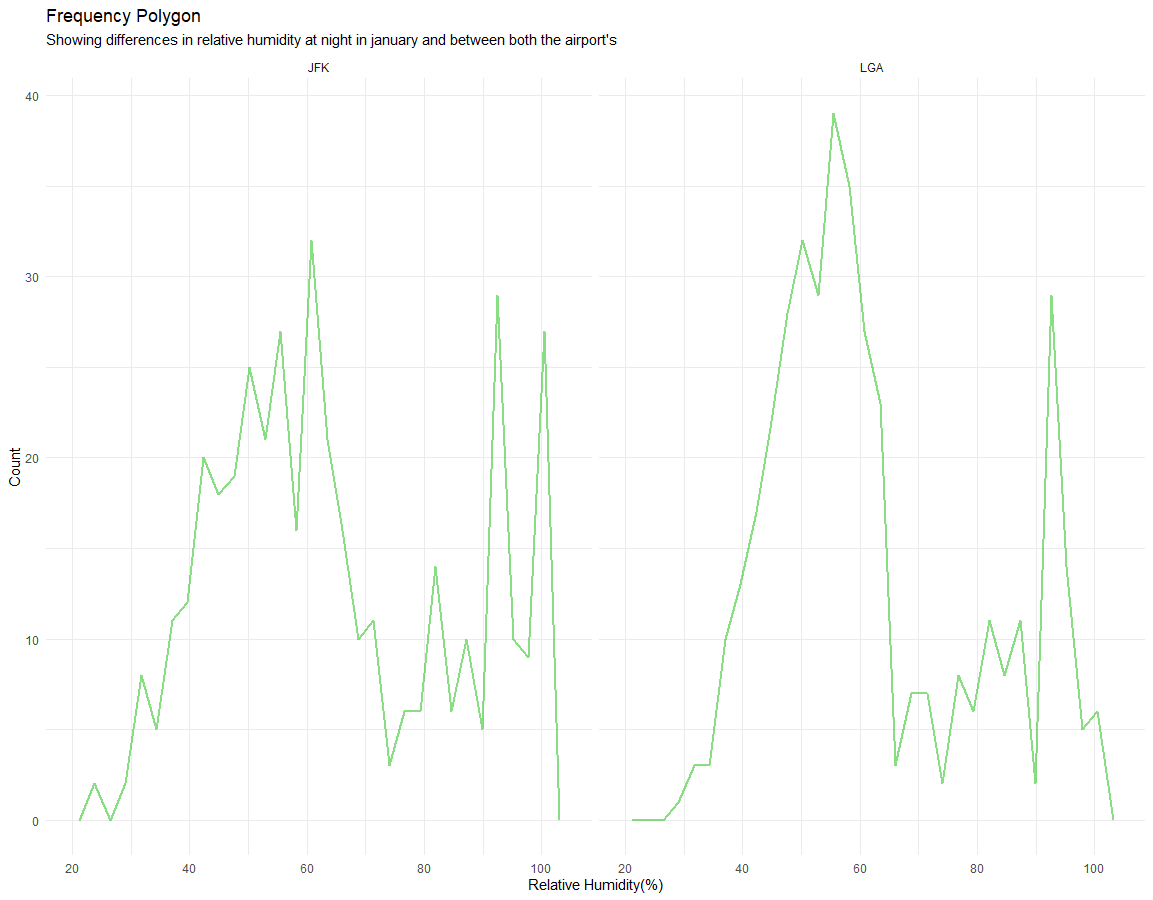 Frequency Polygon
Showing differences in relative humidity at night in january and between both the airport's
JFK
LGA
40
30
20
10
0
Count
20 40 60 80 100
20 40 60 80 100
Relative Humidity(%)